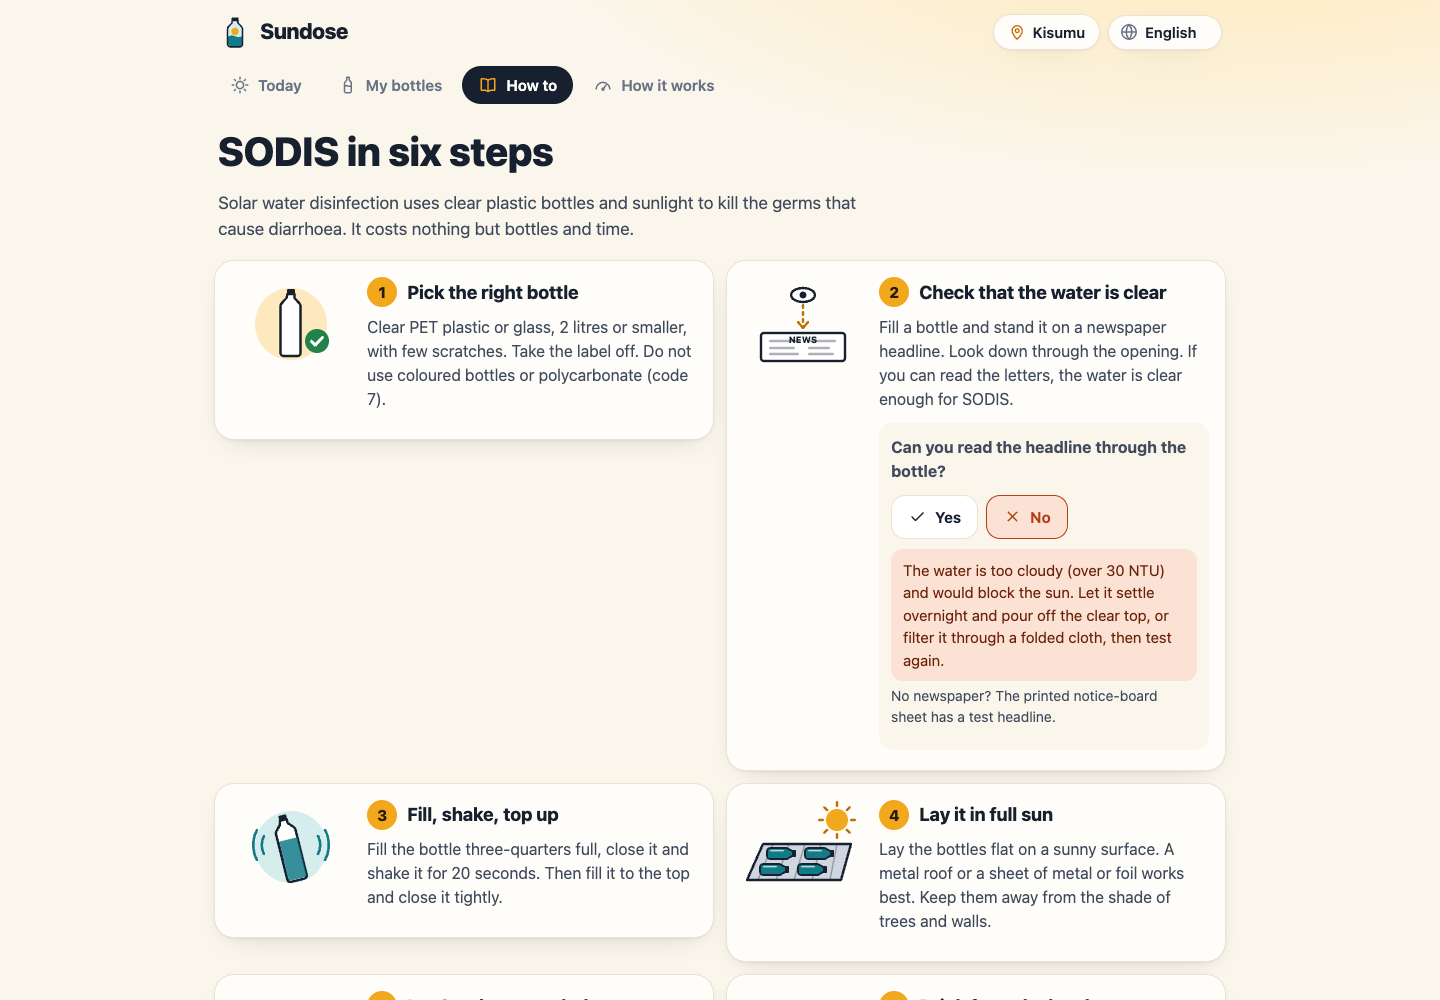 Sundose
Kisumu
English
Today
My bottles
How to
How it works
SODIS in six steps
Solar water disinfection uses clear plastic bottles and sunlight to kill the germs that
cause diarrhoea. It costs nothing but bottles and time.
1 Pick the right bottle
Clear PET plastic or glass, 2 litres or smaller,
with few scratches. Take the label off. Do not
use coloured bottles or polycarbonate (code
7).
NEWS
2 Check that the water is clear
Fill a bottle and stand it on a newspaper
headline. Look down through the opening. If
you can read the letters, the water is clear
enough for SODIS.
Can you read the headline through the
bottle?
Yes
No
The water is too cloudy (over 30 NTU)
and would block the sun. Let it settle
overnight and pour off the clear top, or
filter it through a folded cloth, then test
again.
No newspaper? The printed notice-board
sheet has a test headline.
3 Fill, shake, top up
Fill the bottle three-quarters full, close it and
shake it for 20 seconds. Then fill it to the top
and close it tightly.
4 Lay it in full sun
Lay the bottles flat on a sunny surface. A
metal roof or a sheet of metal or foil works
best. Keep them away from the shade of
trees and walls.